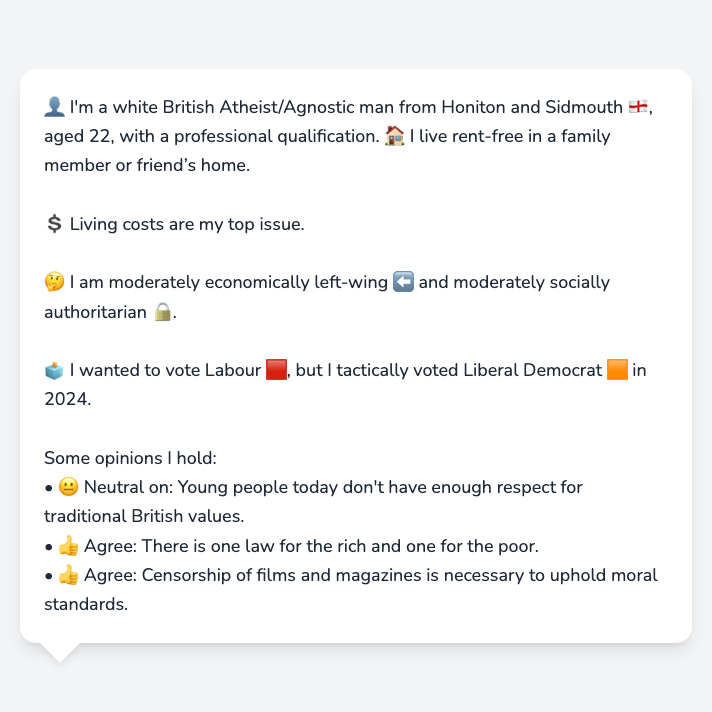 👤 I'm a white British Atheist/Agnostic man from Honiton and Sidmouth 🏴󠁧󠁢󠁥󠁮󠁧󠁿,
aged 22, with a professional qualification. 🏠 I live rent-free in a family
member or friend’s home.
💲 Living costs are my top issue.
🤔 I am moderately economically left-wing ⬅️ and moderately socially
authoritarian 🔒.
🗳️ I wanted to vote Labour 🟥, but I tactically voted Liberal Democrat 🟧 in
2024.
Some opinions I hold:
• 😐 Neutral on: Young people today don't have enough respect for
traditional British values.
• 👍 Agree: There is one law for the rich and one for the poor.
• 👍 Agree: Censorship of films and magazines is necessary to uphold moral
standards.